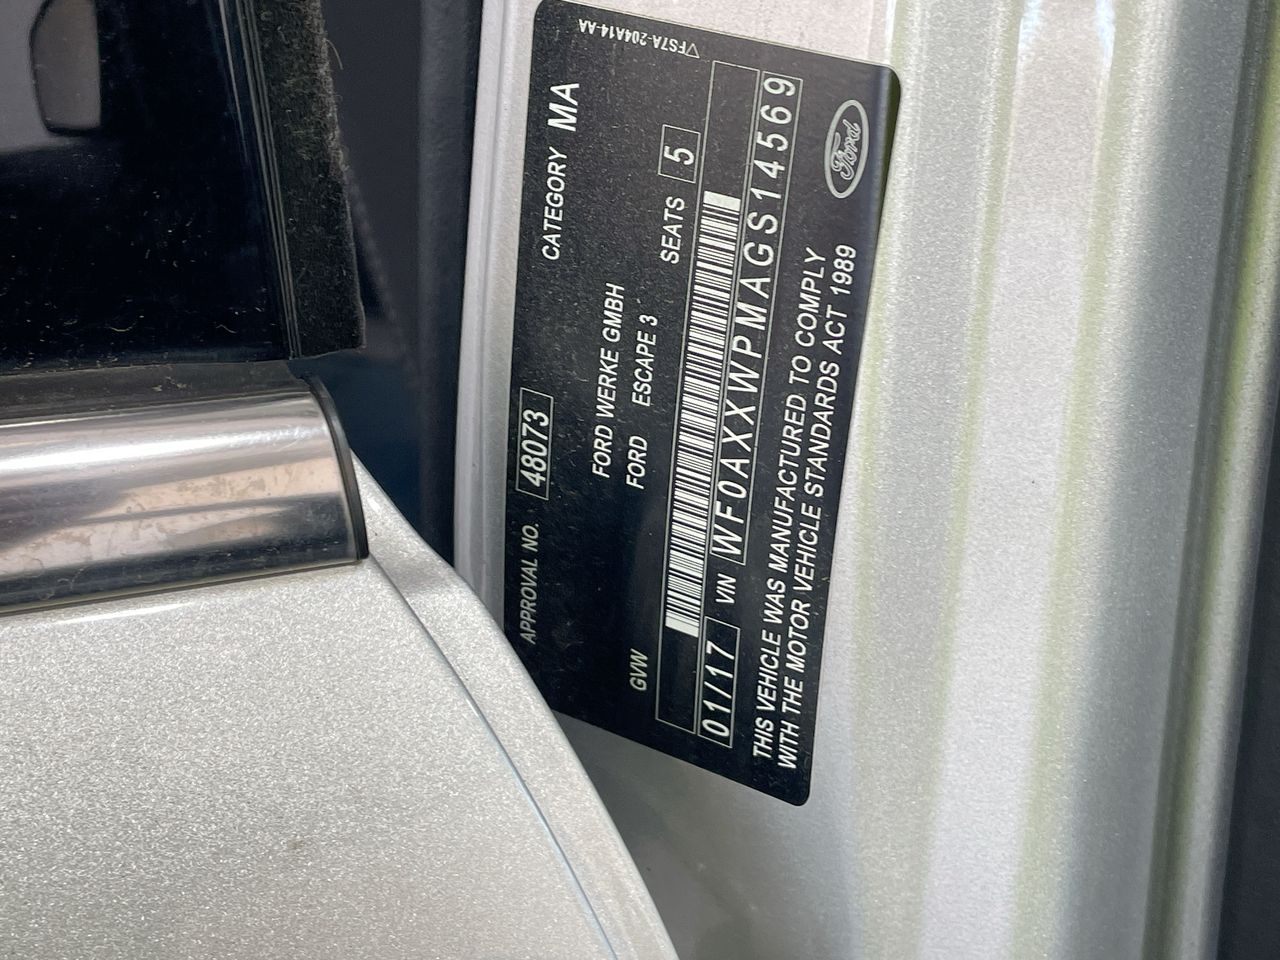 ▽FS7A-204A14-AA
APPROVAL NO. 48073 CATEGORY MA
FORD WERKE GMBH
FORD ESCAPE 3
GVW SEATS 5
01/17 VIN WF0AXXWPMAGS14569
THIS VEHICLE WAS MANUFACTURED TO COMPLY
WITH THE MOTOR VEHICLE STANDARDS ACT 1989
Ford